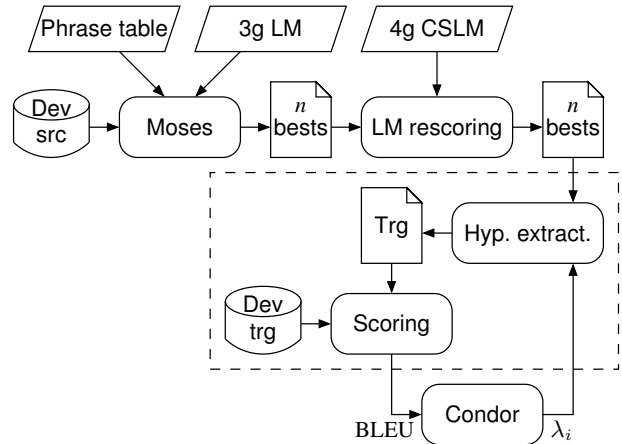 Phrase table
3g LM
4g CSLM
Dev
src
Moses
n
bests
LM rescoring
n
bests
Trg
Hyp. extract.
Dev
trg
Scoring
BLEU
Condor
λi